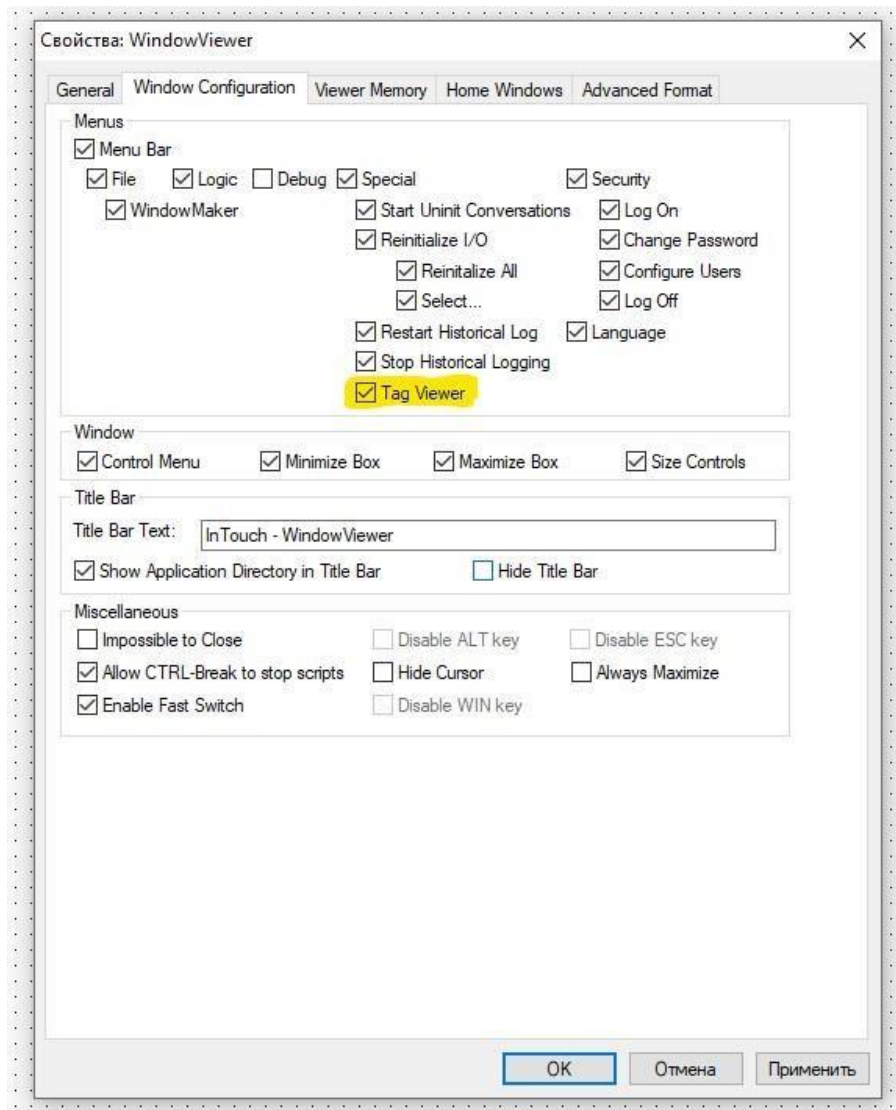 Свойства: WindowViewer
General Window Configuration Viewer Memory Home Windows Advanced Format
Menus
Menu Bar
File Logic Debug Special Security
WindowMaker Start Uninit Conversations Log On
Reinitialize I/O Change Password
Reinitalize All Configure Users
Select... Log Off
Restart Historical Log Language
Stop Historical Logging
Tag Viewer
Window
Control Menu Minimize Box Maximize Box Size Controls
Title Bar
Title Bar Text: InTouch - WindowViewer
Show Application Directory in Title Bar Hide Title Bar
Miscellaneous
Impossible to Close Disable ALT key Disable ESC key
Allow CTRL-Break to stop scripts Hide Cursor Always Maximize
Enable Fast Switch Disable WIN key
OK Отмена Применить